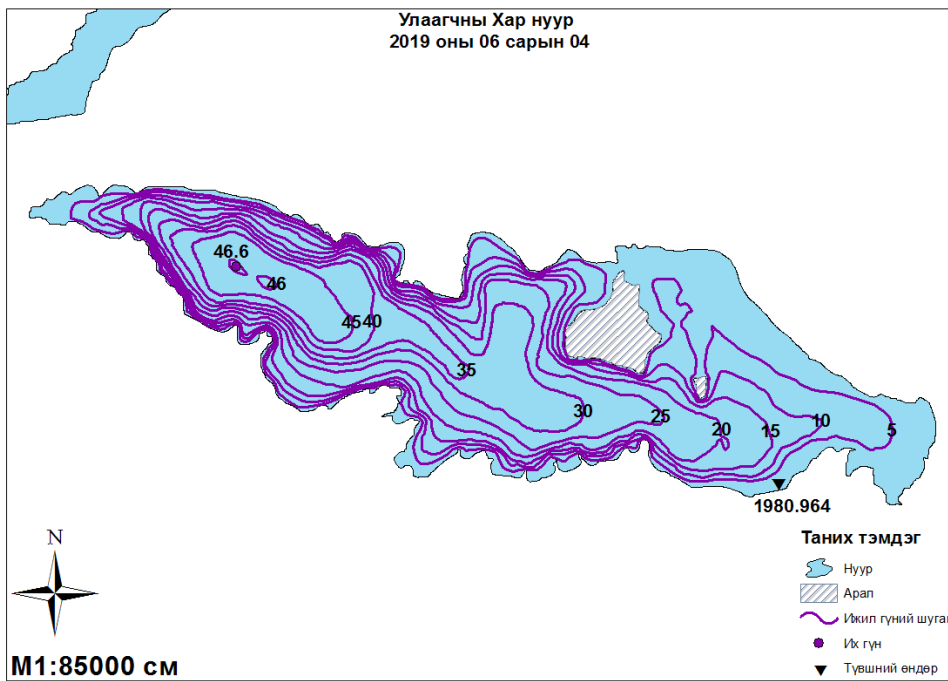 Улаагчны Хар нуур
2019 оны 06 сарын 04
46.6
46
45
40
35
30
25
20
15
10
5
1980.964
N
Таних тэмдэг
Нуур
Арал
Ижил гүний шугам
Их гүн
Түвшний өндөр
М1:85000 см